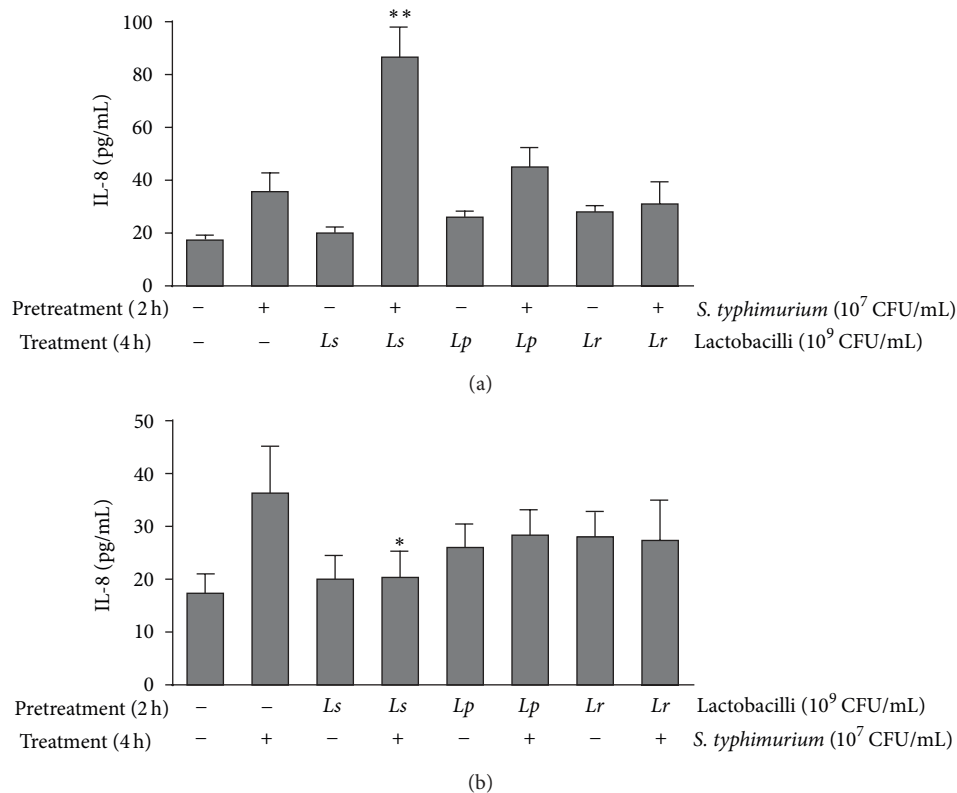 **
100
80
60
40
20
0
IL-8 (pg/mL)
Pretreatment (2 h) − + − + − + − + S. typhimurium (10⁷ CFU/mL)
Treatment (4 h) − − Ls Ls Lp Lp Lr Lr Lactobacilli (10⁹ CFU/mL)
(a)
50
40
30
20
10
0
IL-8 (pg/mL)
*
Pretreatment (2 h) − − Ls Ls Lp Lp Lr Lr Lactobacilli (10⁹ CFU/mL)
Treatment (4 h) − + − + − + − + S. typhimurium (10⁷ CFU/mL)
(b)